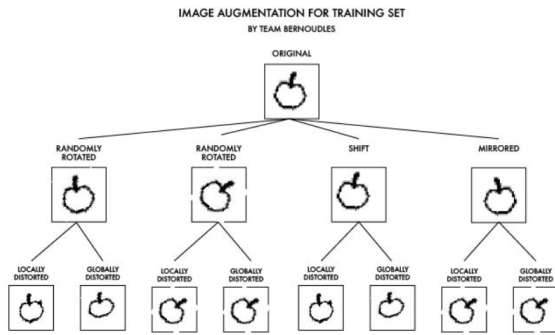 IMAGE AUGMENTATION FOR TRAINING SET
BY TEAM BERNOUDLES
ORIGINAL
RANDOMLY ROTATED
RANDOMLY ROTATED
SHIFT
MIRRORED
LOCALLY DISTORTED
GLOBALLY DISTORTED
LOCALLY DISTORTED
GLOBALLY DISTORTED
LOCALLY DISTORTED
GLOBALLY DISTORTED
LOCALLY DISTORTED
GLOBALLY DISTORTED